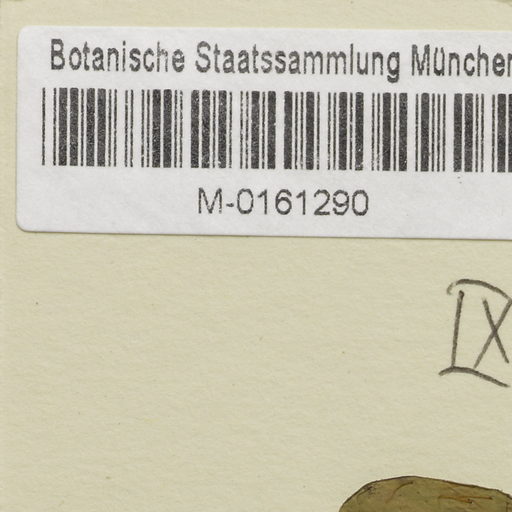 Botanische Staatssammlung München
M-0161290
IX